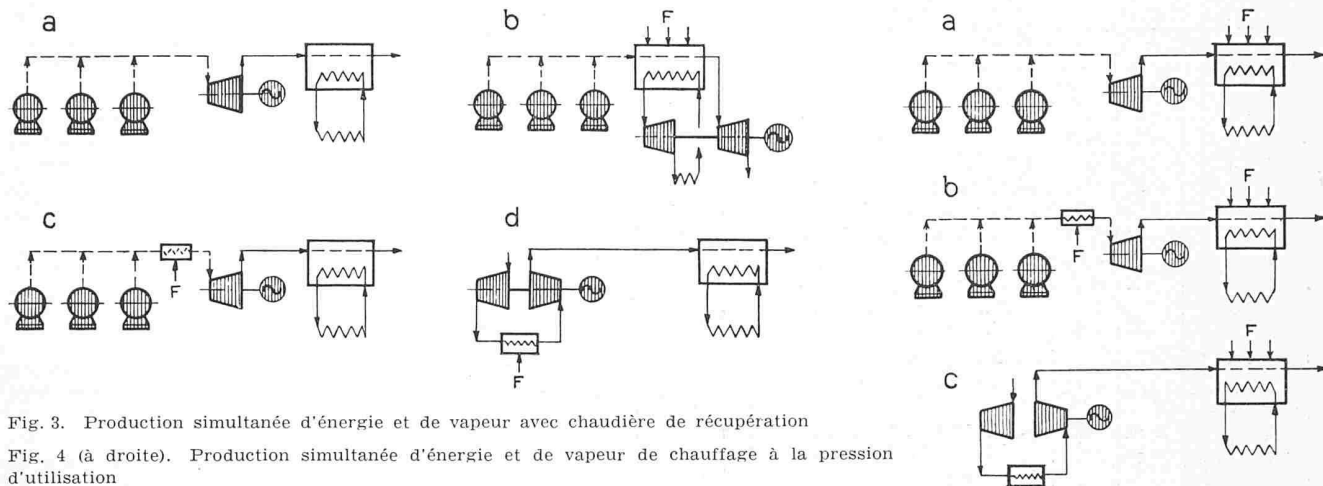 a
b
F
c
F
d
F
Fig. 3. Production simultanée d'énergie et de vapeur avec chaudière de récupération
Fig. 4 (à droite). Production simultanée d'énergie et de vapeur de chauffage à la pression
d'utilisation
a
F
b
F
F
c
F